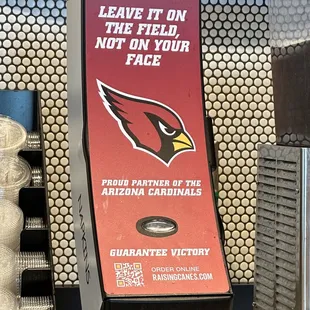 LEAVE IT ON
THE FIELD,
NOT ON YOUR
FACE
PROUD PARTNER OF THE
ARIZONA CARDINALS
GUARANTEE VICTORY
ORDER ONLINE
RAISINGCANES.COM